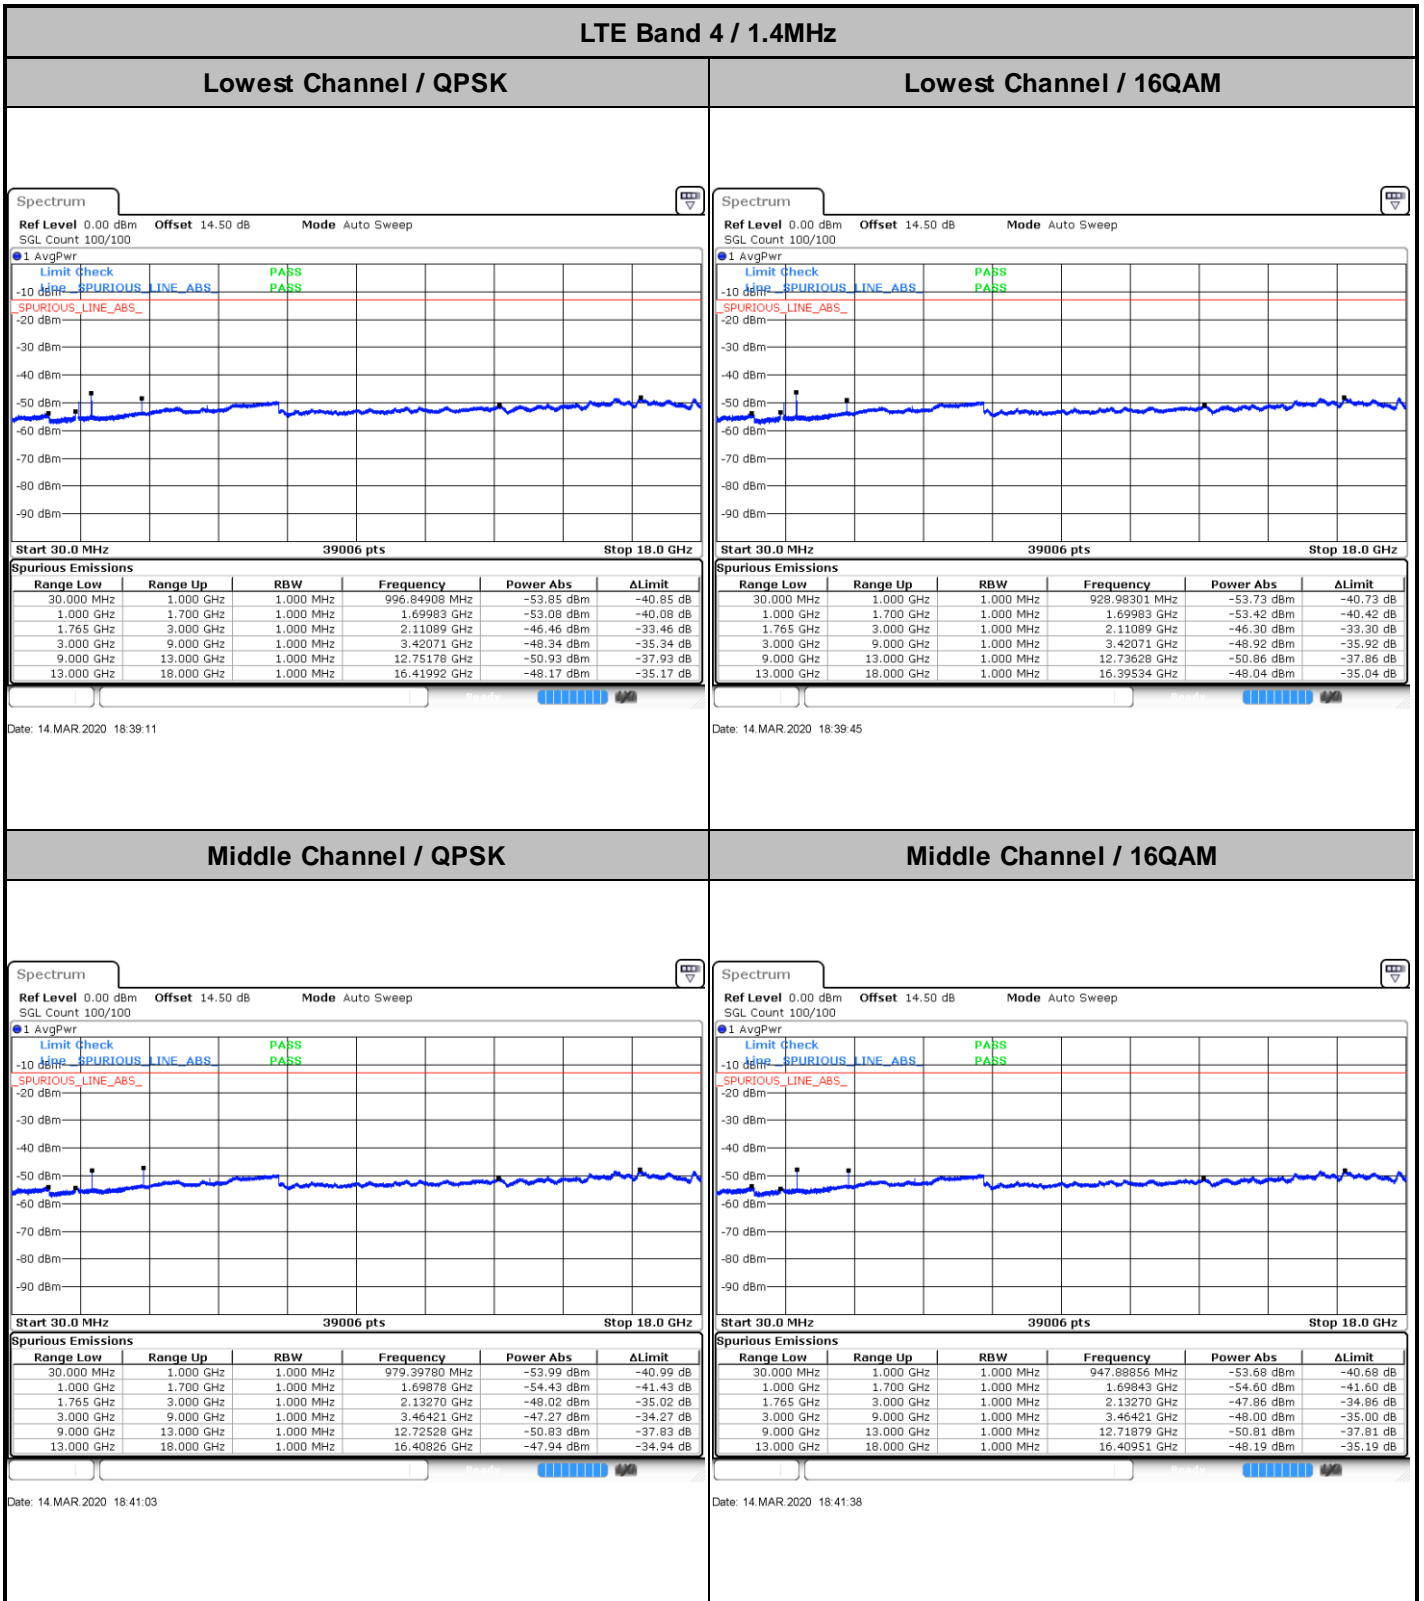 LTE Band 4 / 1.4MHz
Lowest Channel / QPSK
Lowest Channel / 16QAM
Spectrum
Ref Level 0.00 dBm Offset 14.50 dB Mode Auto Sweep
SGL Count 100/100
1 AvgPwr
Limit Check PASS
Line _SPURIOUS_LINE_ABS_ PASS
-10 dBm
_SPURIOUS_LINE_ABS_
-20 dBm
-30 dBm
-40 dBm
-50 dBm
-60 dBm
-70 dBm
-80 dBm
-90 dBm
Start 30.0 MHz 39006 pts Stop 18.0 GHz
Spurious Emissions
Range Low Range Up RBW Frequency Power Abs ΔLimit
30.000 MHz 1.000 GHz 1.000 MHz 996.84908 MHz -53.85 dBm -40.85 dB
1.000 GHz 1.700 GHz 1.000 MHz 1.69983 GHz -53.08 dBm -40.08 dB
1.765 GHz 3.000 GHz 1.000 MHz 2.11089 GHz -46.46 dBm -33.46 dB
3.000 GHz 9.000 GHz 1.000 MHz 3.42071 GHz -48.34 dBm -35.34 dB
9.000 GHz 13.000 GHz 1.000 MHz 12.75178 GHz -50.93 dBm -37.93 dB
13.000 GHz 18.000 GHz 1.000 MHz 16.41992 GHz -48.17 dBm -35.17 dB
Ready
Date: 14.MAR.2020 18:39:11
Spectrum
Ref Level 0.00 dBm Offset 14.50 dB Mode Auto Sweep
SGL Count 100/100
1 AvgPwr
Limit Check PASS
Line _SPURIOUS_LINE_ABS_ PASS
-10 dBm
_SPURIOUS_LINE_ABS_
-20 dBm
-30 dBm
-40 dBm
-50 dBm
-60 dBm
-70 dBm
-80 dBm
-90 dBm
Start 30.0 MHz 39006 pts Stop 18.0 GHz
Spurious Emissions
Range Low Range Up RBW Frequency Power Abs ΔLimit
30.000 MHz 1.000 GHz 1.000 MHz 928.98301 MHz -53.73 dBm -40.73 dB
1.000 GHz 1.700 GHz 1.000 MHz 1.69983 GHz -53.42 dBm -40.42 dB
1.765 GHz 3.000 GHz 1.000 MHz 2.11089 GHz -46.30 dBm -33.30 dB
3.000 GHz 9.000 GHz 1.000 MHz 3.42071 GHz -48.92 dBm -35.92 dB
9.000 GHz 13.000 GHz 1.000 MHz 12.73628 GHz -50.86 dBm -37.86 dB
13.000 GHz 18.000 GHz 1.000 MHz 16.39534 GHz -48.04 dBm -35.04 dB
Ready
Date: 14.MAR.2020 18:39:45
Middle Channel / QPSK
Middle Channel / 16QAM
Spectrum
Ref Level 0.00 dBm Offset 14.50 dB Mode Auto Sweep
SGL Count 100/100
1 AvgPwr
Limit Check PASS
Line _SPURIOUS_LINE_ABS_ PASS
-10 dBm
_SPURIOUS_LINE_ABS_
-20 dBm
-30 dBm
-40 dBm
-50 dBm
-60 dBm
-70 dBm
-80 dBm
-90 dBm
Start 30.0 MHz 39006 pts Stop 18.0 GHz
Spurious Emissions
Range Low Range Up RBW Frequency Power Abs ΔLimit
30.000 MHz 1.000 GHz 1.000 MHz 979.39780 MHz -53.99 dBm -40.99 dB
1.000 GHz 1.700 GHz 1.000 MHz 1.69878 GHz -54.43 dBm -41.43 dB
1.765 GHz 3.000 GHz 1.000 MHz 2.13270 GHz -48.02 dBm -35.02 dB
3.000 GHz 9.000 GHz 1.000 MHz 3.46421 GHz -47.27 dBm -34.27 dB
9.000 GHz 13.000 GHz 1.000 MHz 12.72528 GHz -50.83 dBm -37.83 dB
13.000 GHz 18.000 GHz 1.000 MHz 16.40826 GHz -47.94 dBm -34.94 dB
Ready
Date: 14.MAR.2020 18:41:03
Spectrum
Ref Level 0.00 dBm Offset 14.50 dB Mode Auto Sweep
SGL Count 100/100
1 AvgPwr
Limit Check PASS
Line _SPURIOUS_LINE_ABS_ PASS
-10 dBm
_SPURIOUS_LINE_ABS_
-20 dBm
-30 dBm
-40 dBm
-50 dBm
-60 dBm
-70 dBm
-80 dBm
-90 dBm
Start 30.0 MHz 39006 pts Stop 18.0 GHz
Spurious Emissions
Range Low Range Up RBW Frequency Power Abs ΔLimit
30.000 MHz 1.000 GHz 1.000 MHz 947.88856 MHz -53.68 dBm -40.68 dB
1.000 GHz 1.700 GHz 1.000 MHz 1.69843 GHz -54.60 dBm -41.60 dB
1.765 GHz 3.000 GHz 1.000 MHz 2.13270 GHz -47.86 dBm -34.86 dB
3.000 GHz 9.000 GHz 1.000 MHz 3.46421 GHz -48.00 dBm -35.00 dB
9.000 GHz 13.000 GHz 1.000 MHz 12.71879 GHz -50.81 dBm -37.81 dB
13.000 GHz 18.000 GHz 1.000 MHz 16.40951 GHz -48.19 dBm -35.19 dB
Ready
Date: 14.MAR.2020 18:41:38